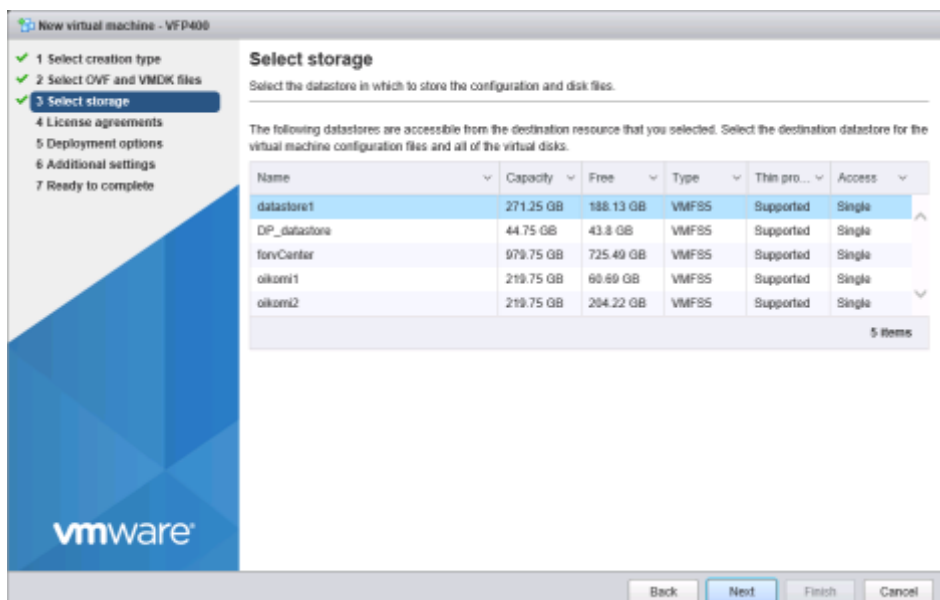 New virtual machine - VFP400
1 Select creation type
2 Select OVF and VMDK files
3 Select storage
4 License agreements
5 Deployment options
6 Additional settings
7 Ready to complete
vmware
Select storage
Select the datastore in which to store the configuration and disk files.
The following datastores are accessible from the destination resource that you selected. Select the destination datastore for the
virtual machine configuration files and all of the virtual disks.
Name Capacity Free Type Thin pro... Access
datastore1 271.25 GB 188.13 GB VMFS5 Supported Single
DP_datastore 44.75 GB 43.8 GB VMFS5 Supported Single
forvCenter 979.75 GB 725.49 GB VMFS5 Supported Single
oikomi1 219.75 GB 60.69 GB VMFS5 Supported Single
oikomi2 219.75 GB 204.22 GB VMFS5 Supported Single
5 items
Back Next Finish Cancel